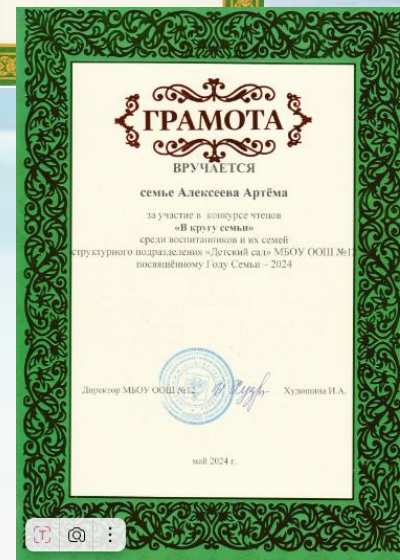 ГРАМОТА
ВРУЧАЕТСЯ
семье Алексеева Артёма
за участие в конкурсе чтецов
«В кругу семьи»
среди воспитанников и их семей
структурного подразделения «Детский сад» МБОУ ООШ №12
посвящённому Году Семьи – 2024
Директор МБОУ ООШ №12 Худошина И.А.
май 2024 г.